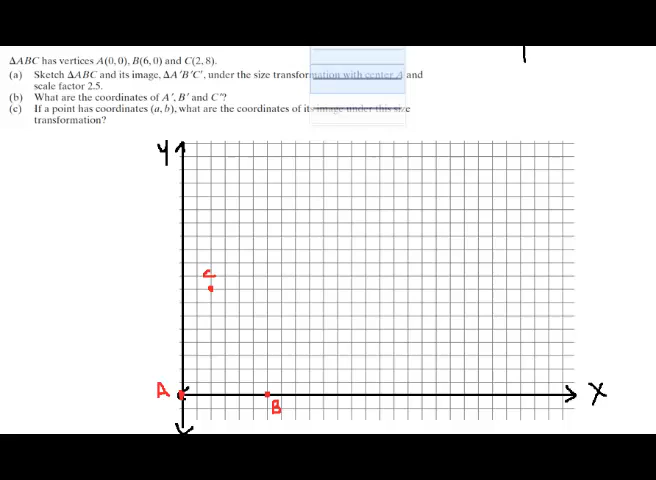 ΔABC has vertices A(0, 0), B(6, 0) and C(2, 8).
(a) Sketch ΔABC and its image, ΔA′B′C′, under the size transformation with center A and
scale factor 2.5.
(b) What are the coordinates of A′, B′ and C′?
(c) If a point has coordinates (a, b), what are the coordinates of its image under this size
transformation?
Y
C
A
B
X